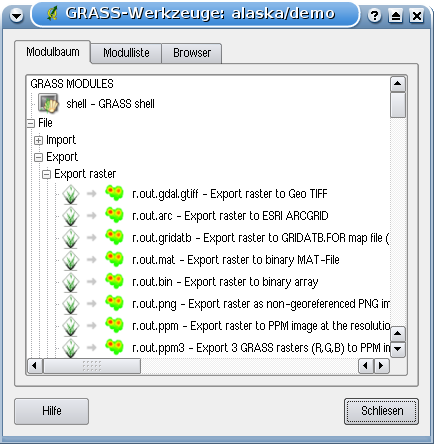 GRASS-Werkzeuge: alaska/demo
Modulbaum Modulliste Browser
GRASS MODULES
shell - GRASS shell
File
Import
Export
Export raster
r.out.gdal.gtiff - Export raster to Geo TIFF
r.out.arc - Export raster to ESRI ARCGRID
r.out.gridatb - Export raster to GRIDATB.FOR map file (
r.out.mat - Export raster to binary MAT-File
r.out.bin - Export raster to binary array
r.out.png - Export raster as non-georeferenced PNG im
r.out.ppm - Export raster to PPM image at the resolutio
r.out.ppm3 - Export 3 GRASS rasters (R,G,B) to PPM in
Hilfe Schliesen